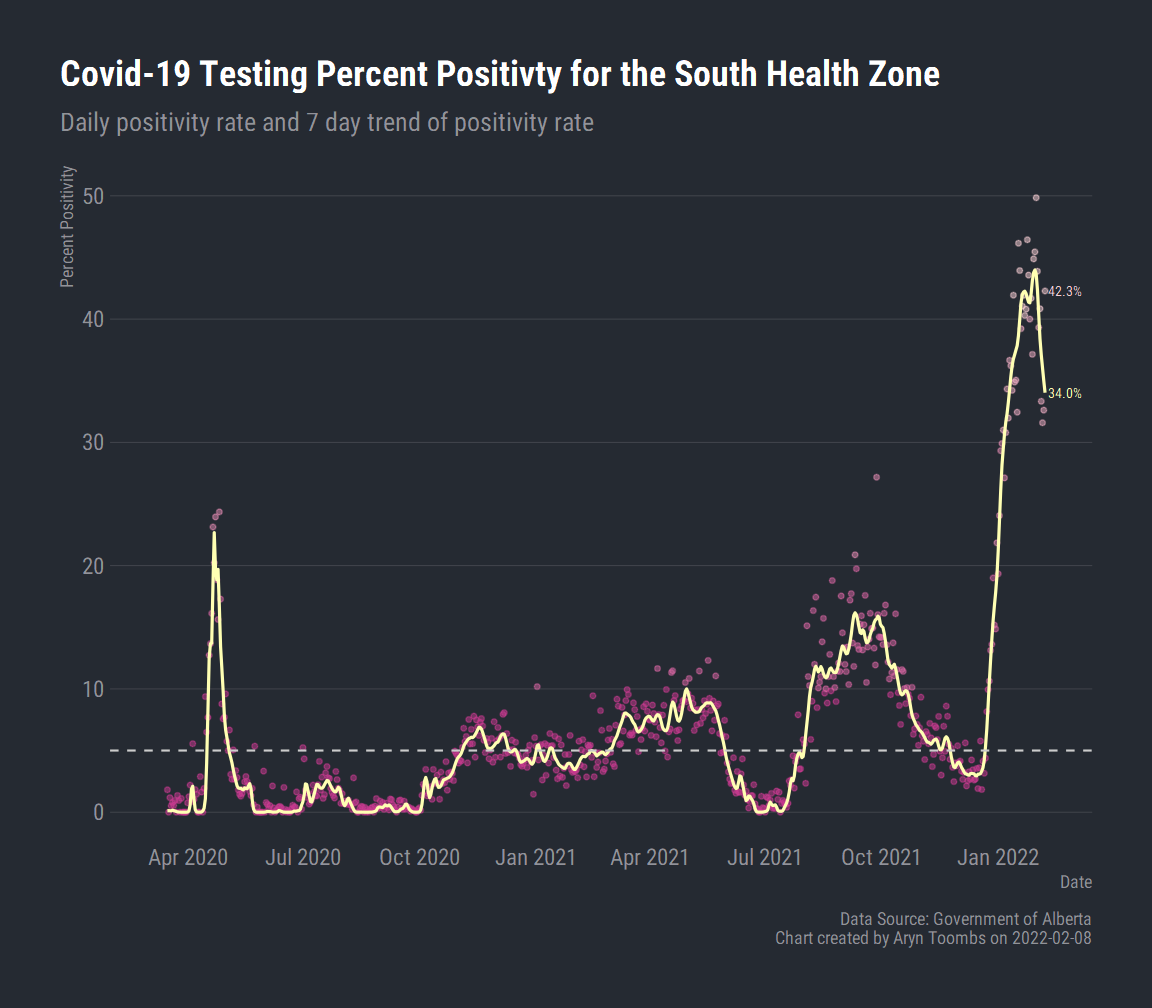 Covid-19 Testing Percent Positivty for the South Health Zone
Daily positivity rate and 7 day trend of positivity rate
Percent Positivity
50
40
30
20
10
0
42.3%
34.0%
Apr 2020
Jul 2020
Oct 2020
Jan 2021
Apr 2021
Jul 2021
Oct 2021
Jan 2022
Date
Data Source: Government of Alberta
Chart created by Aryn Toombs on 2022-02-08